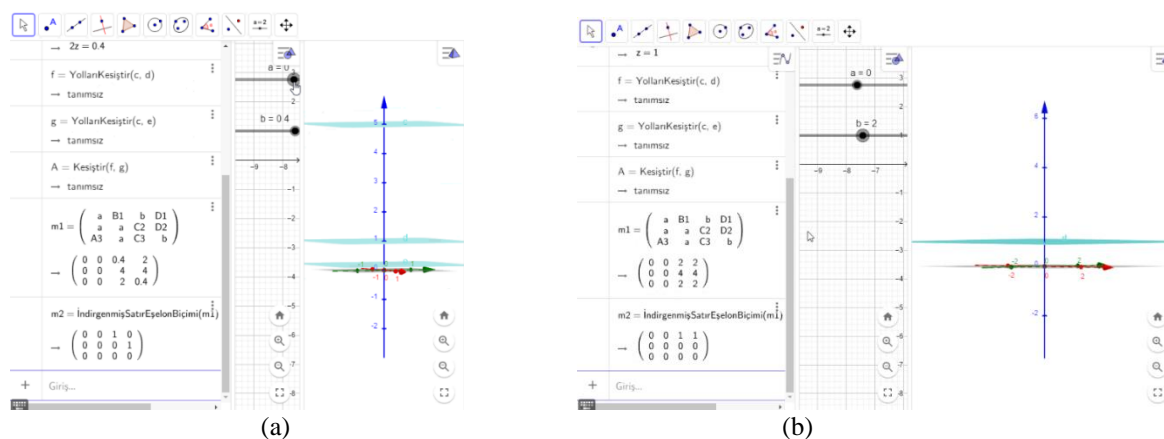 → 2z = 0.4
f = YollarıKesiştir(c, d)
→ tanımsız
g = YollarıKesiştir(c, e)
→ tanımsız
A = Kesiştir(f, g)
→ tanımsız
m1 = ( a B1 b D1
a a C2 D2
A3 a C3 b )
→ ( 0 0 0.4 2
0 0 4 4
0 0 2 0.4 )
m2 = İndirgenmişSatırEşelonBiçimi(m1)
→ ( 0 0 1 0
0 0 0 1
0 0 0 0 )
+ Giriş...
a = 0
b = 0.4
(a)
→ z = 1
f = YollarıKesiştir(c, d)
→ tanımsız
g = YollarıKesiştir(c, e)
→ tanımsız
A = Kesiştir(f, g)
→ tanımsız
m1 = ( a B1 b D1
a a C2 D2
A3 a C3 b )
→ ( 0 0 2 2
0 0 4 4
0 0 2 2 )
m2 = İndirgenmişSatırEşelonBiçimi(m1)
→ ( 0 0 1 1
0 0 0 0
0 0 0 0 )
+ Giriş...
a = 0
b = 2
(b)